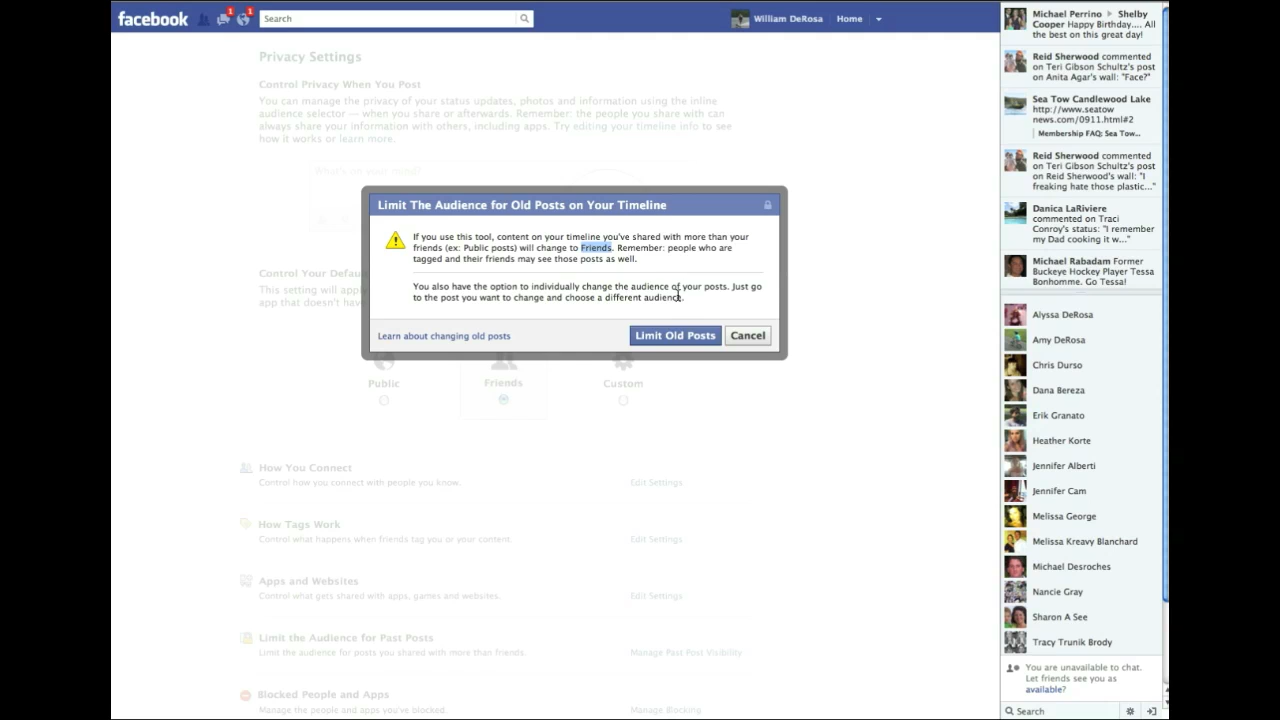 facebook
1
1
Search
William DeRosa
Home
Privacy Settings
Control Privacy When You Post
You can manage the privacy of your status updates, photos and information using the inline
audience selector — when you share or afterwards. Remember: the people you share with can
always share your information with others, including apps. Try editing your timeline info to see
how it works or learn more.
What's on your mind?
Limit The Audience for Old Posts on Your Timeline
If you use this tool, content on your timeline you've shared with more than your
friends (ex: Public posts) will change to Friends. Remember: people who are
tagged and their friends may see those posts as well.
You also have the option to individually change the audience of your posts. Just go
to the post you want to change and choose a different audience.
Learn about changing old posts
Limit Old Posts
Cancel
Control Your Defau
This setting will appl
app that doesn't hav
Public
Friends
Custom
How You Connect
Control how you connect with people you know.
Edit Settings
How Tags Work
Control what happens when friends tag you or your content.
Edit Settings
Apps and Websites
Control what gets shared with apps, games and websites.
Edit Settings
Limit the Audience for Past Posts
Limit the audience for posts you shared with more than friends.
Manage Past Post Visibility
Blocked People and Apps
Manage the people and apps you've blocked.
Manage Blocking
Michael Perrino ▸ Shelby
Cooper Happy Birthday.... All
the best on this great day!
Reid Sherwood commented
on Teri Gibson Schultz's post
on Anita Agar's wall: "Face?"
Sea Tow Candlewood Lake
http://www.seatow
news.com/0911.html#2
Membership FAQ: Sea Tow...
Reid Sherwood commented
on Teri Gibson Schultz's post
on Reid Sherwood's wall: "I
freaking hate those plastic..."
Danica LaRiviere
commented on Traci
Conroy's status: "I remember
my Dad cooking it w..."
Michael Rabadam Former
Buckeye Hockey Player Tessa
Bonhomme. Go Tessa!
Alyssa DeRosa
Amy DeRosa
Chris Durso
Dana Bereza
Erik Granato
Heather Korte
Jennifer Alberti
Jennifer Cam
Melissa George
Melissa Kreavy Blanchard
Michael Desroches
Nancie Gray
Sharon A See
Tracy Trunik Brody
You are unavailable to chat.
Let friends see you as
available?
Search